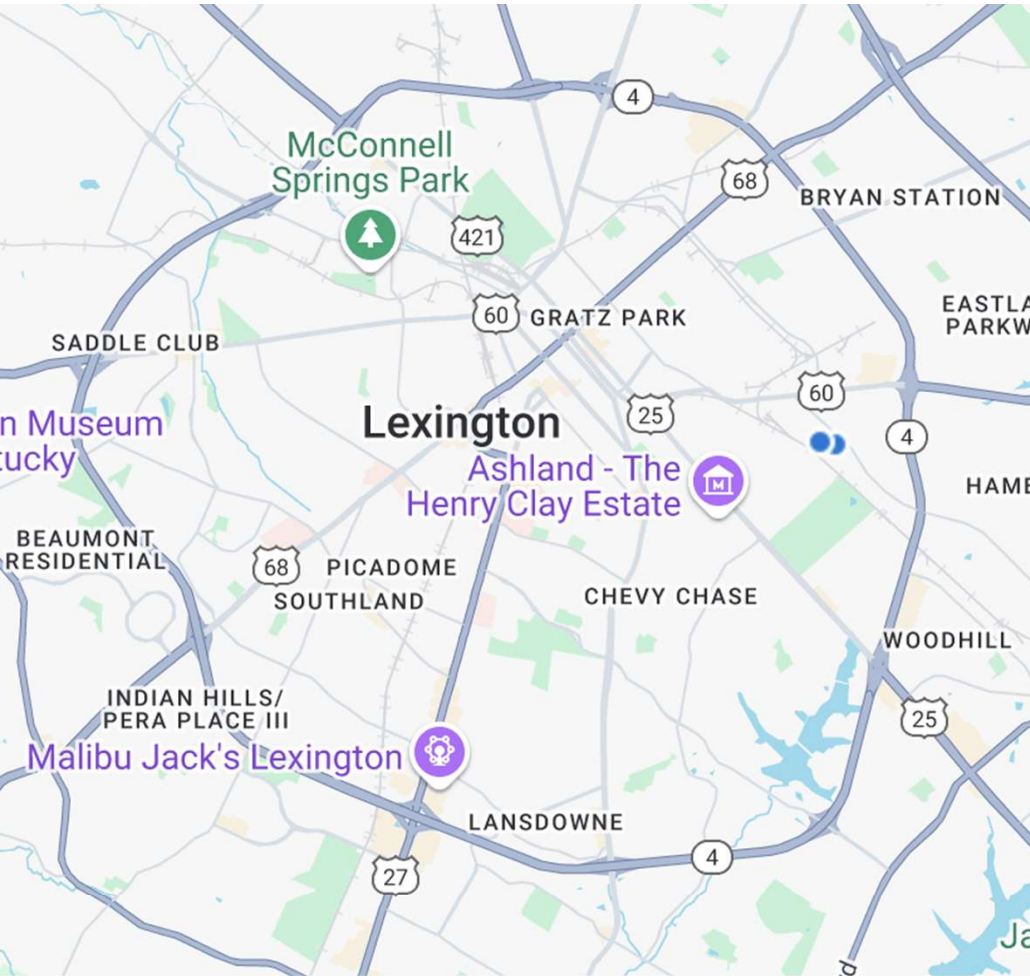 4
McConnell
Springs Park
68
BRYAN STATION
421
60
GRATZ PARK
EASTLA
PARKW
SADDLE CLUB
60
25
n Museum
tucky
Lexington
4
Ashland - The
Henry Clay Estate
HAME
BEAUMONT
RESIDENTIAL
68
PICADOME
SOUTHLAND
CHEVY CHASE
WOODHILL
INDIAN HILLS/
PERA PLACE III
25
Malibu Jack's Lexington
LANSDOWNE
4
27
Ja